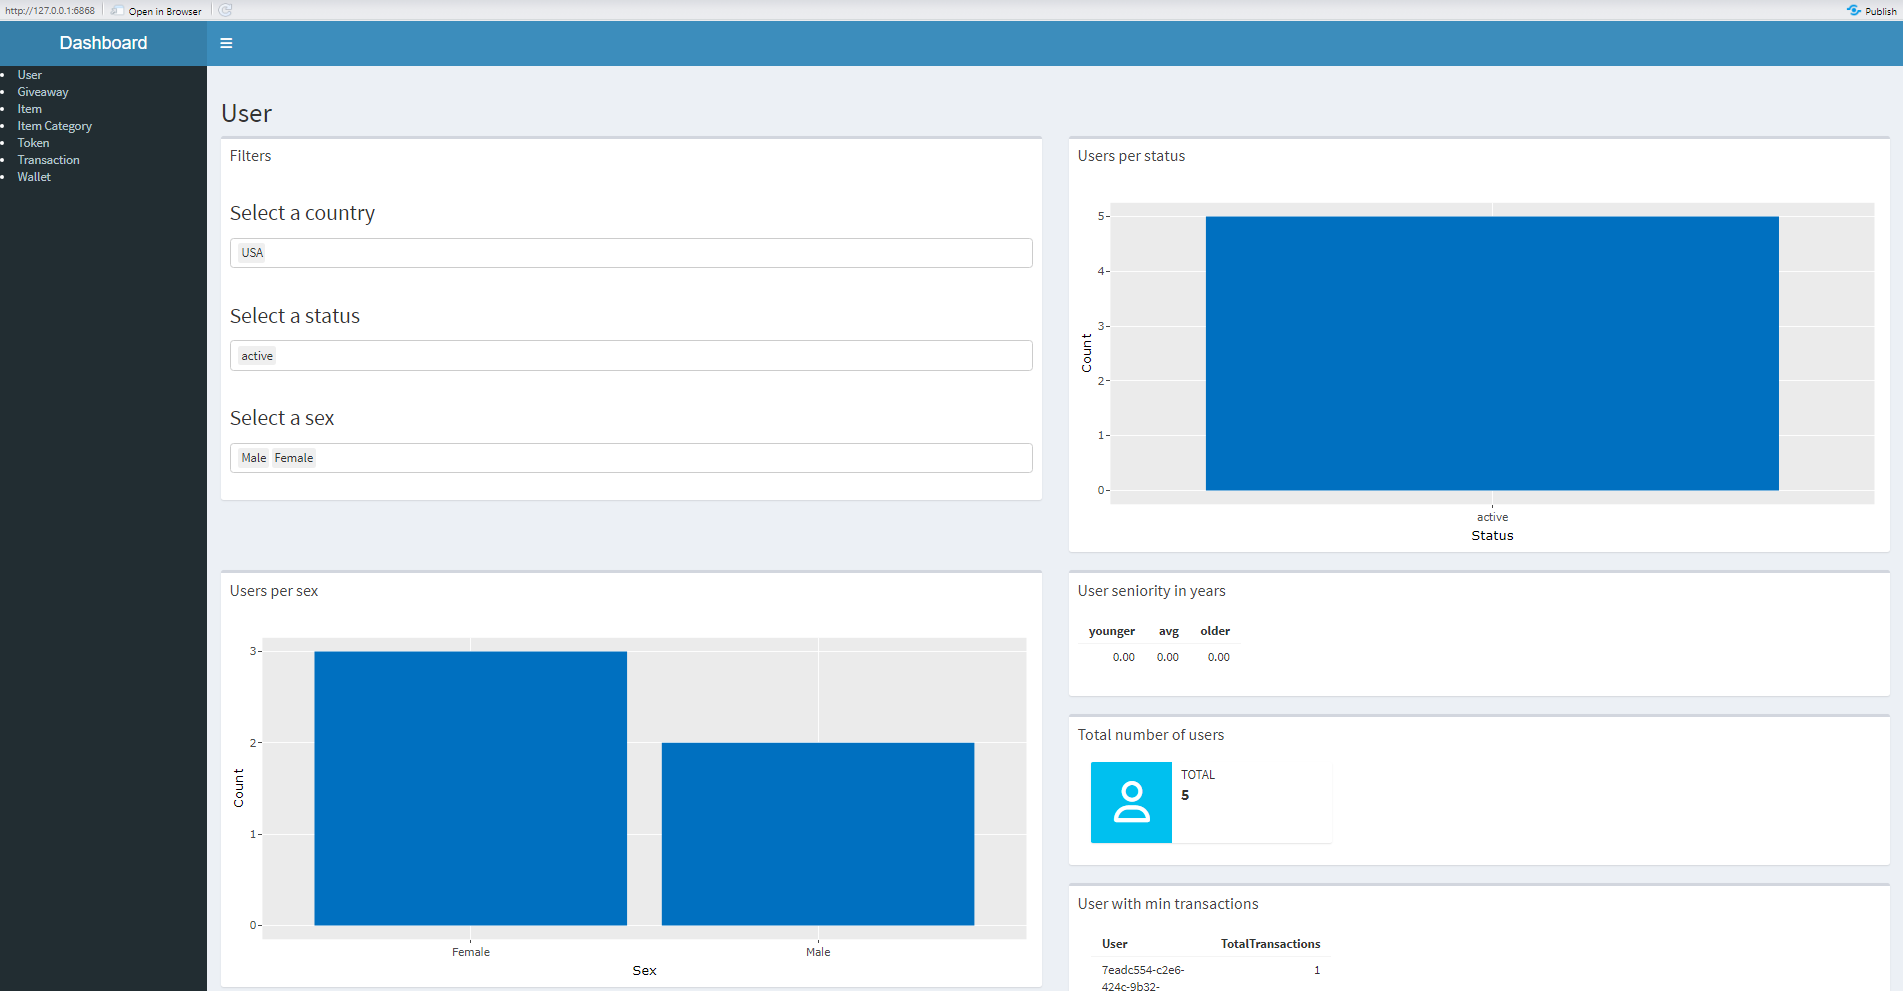 http://127.0.0.1:6868 Open in Browser Publish
Dashboard
User
Giveaway
Item
Item Category
Token
Transaction
Wallet
User
Filters
Select a country
USA
Select a status
active
Select a sex
Male Female
Users per status
5
4
3
2
1
0
Count
active
Status
Users per sex
3
2
1
0
Count
Female Male
Sex
User seniority in years
younger avg older
0.00 0.00 0.00
Total number of users
TOTAL
5
User with min transactions
User TotalTransactions
7eadc554-c2e6- 1
424c-9b32-